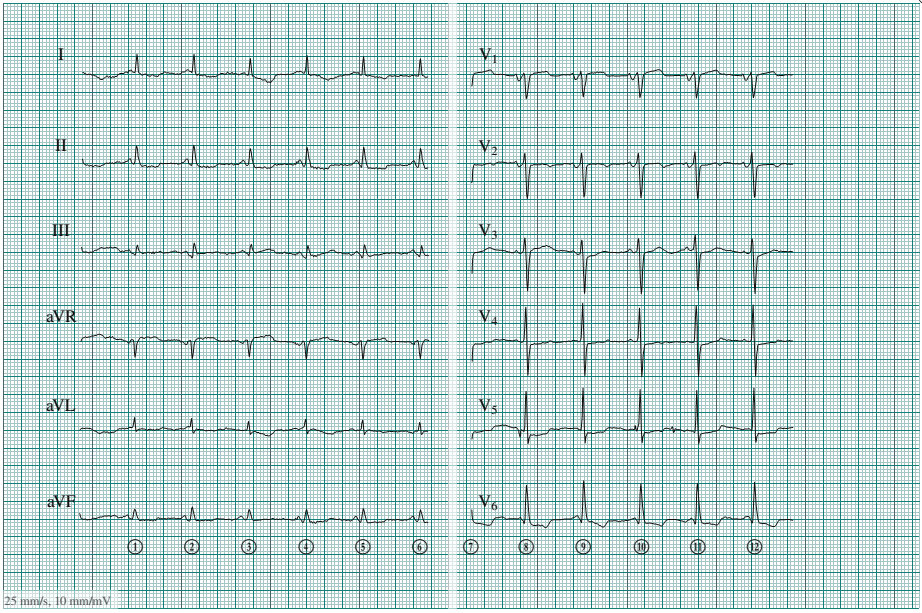 I
II
III
aVR
aVL
aVF
V1
V2
V3
V4
V5
V6
① ② ③ ④ ⑤ ⑥ ⑦ ⑧ ⑨ ⑩ ⑪ ⑫
25 mm/s, 10 mm/mV